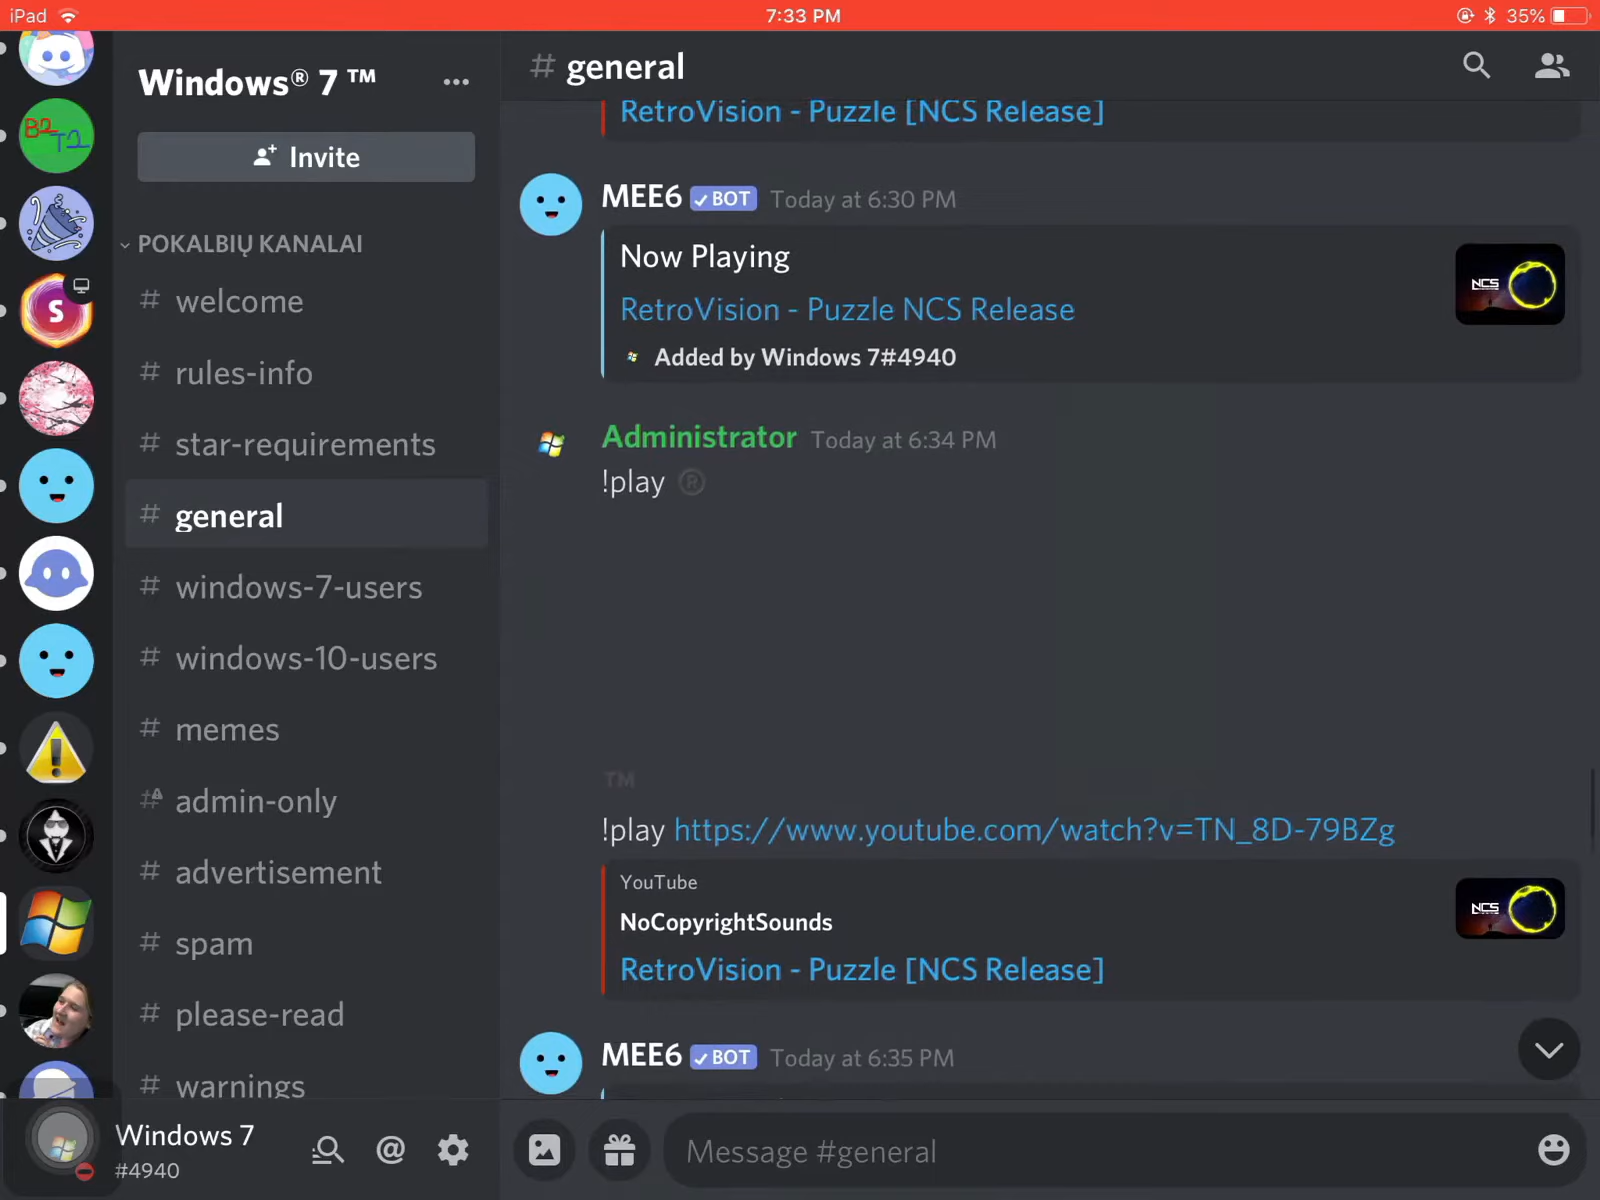 iPad
7:33 PM
35%
Windows® 7 ™
Invite
POKALBIŲ KANALAI
# welcome
# rules-info
# star-requirements
# general
# windows-7-users
# windows-10-users
# memes
# admin-only
# advertisement
# spam
# please-read
# warnings
Windows 7
#4940
B2
T2
S
# general
RetroVision - Puzzle [NCS Release]
MEE6 ✓BOT Today at 6:30 PM
Now Playing
RetroVision - Puzzle NCS Release
Added by Windows 7#4940
NCS
Administrator Today at 6:34 PM
!play ®
TM
!play https://www.youtube.com/watch?v=TN_8D-79BZg
YouTube
NoCopyrightSounds
RetroVision - Puzzle [NCS Release]
NCS
MEE6 ✓BOT Today at 6:35 PM
Message #general